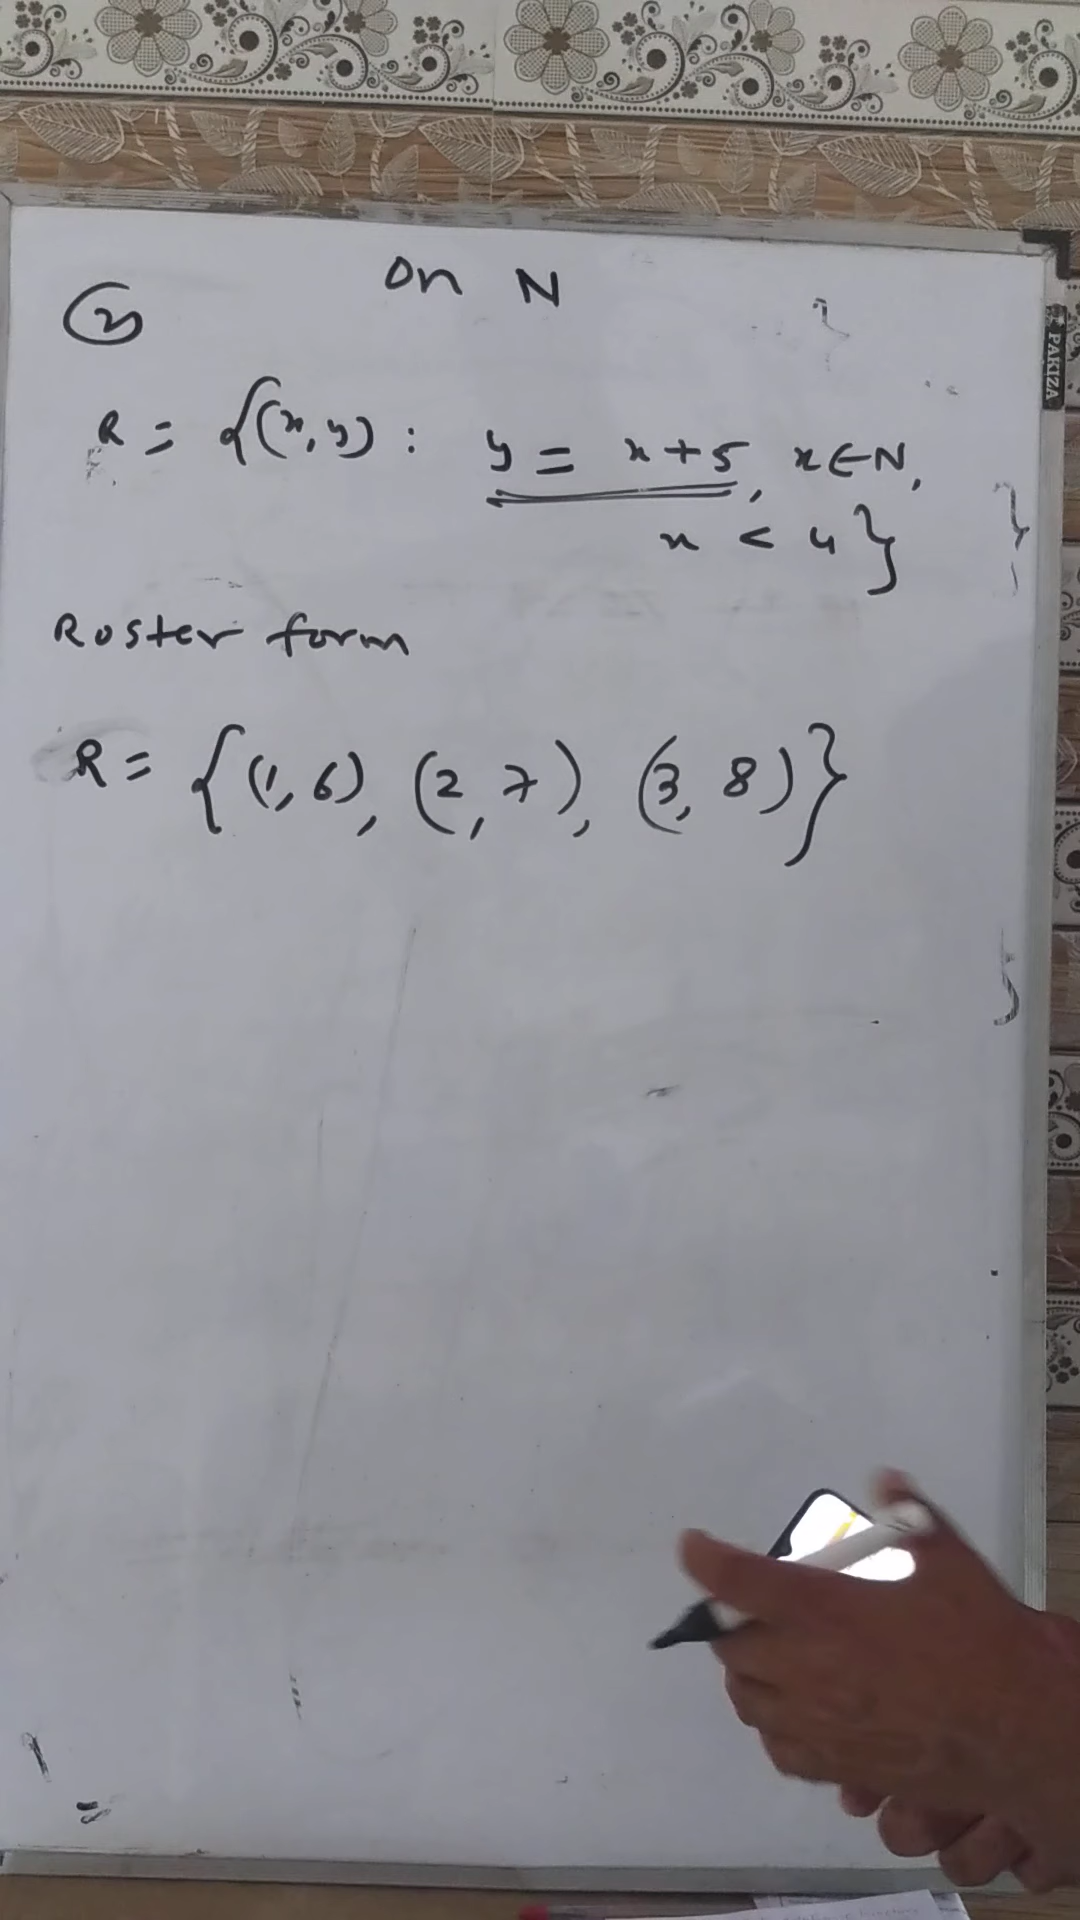 on N
②
R = {(x, y) : y = x + 5, x ∈ N,
x < 4}
Roster form
R = {(1, 6), (2, 7), (3, 8)}
PAKIZA